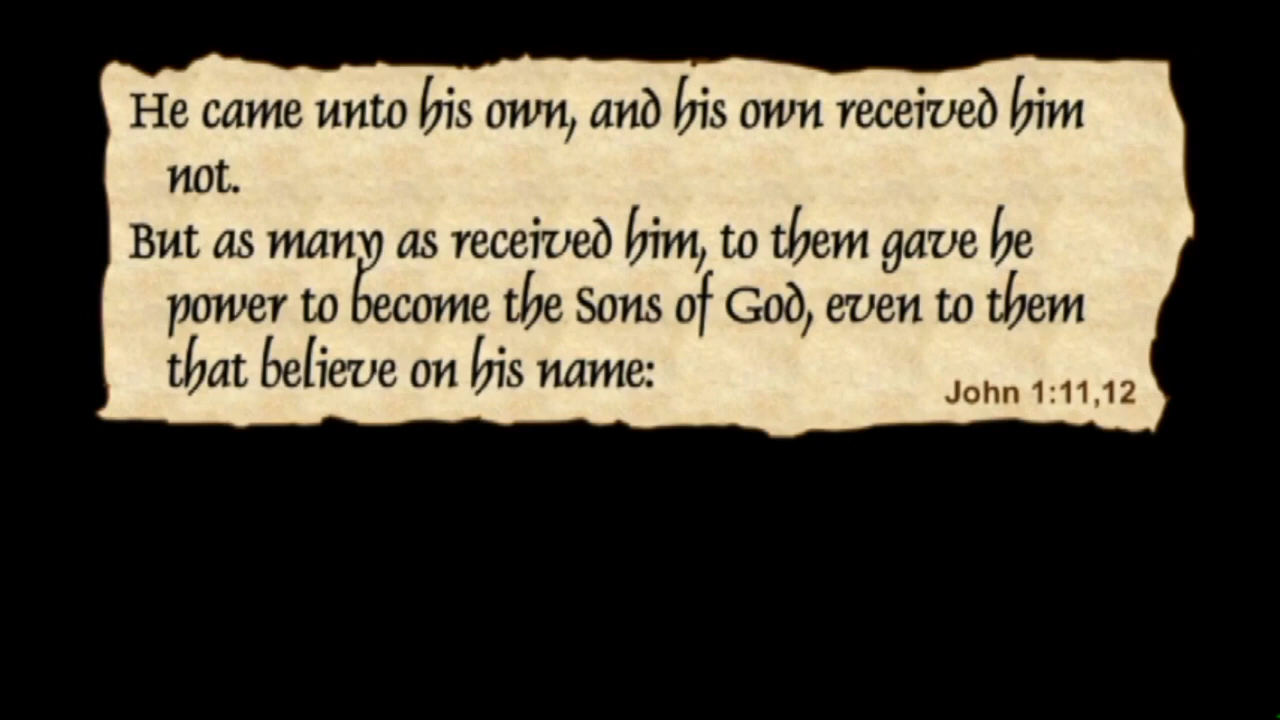 He came unto his own, and his own received him
not.
But as many as received him, to them gave he
power to become the Sons of God, even to them
that believe on his name:
John 1:11,12